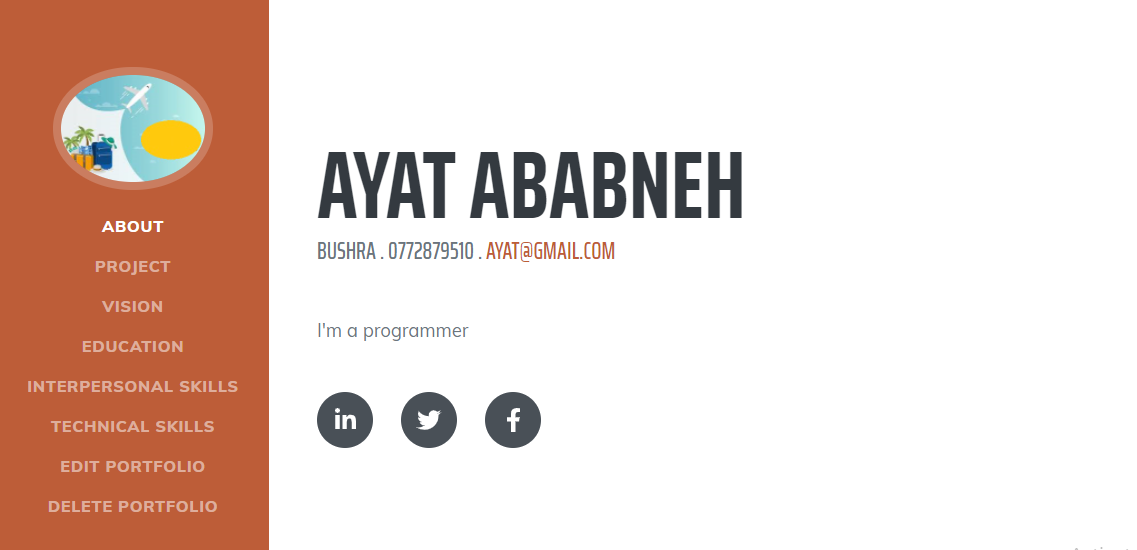 ABOUT
PROJECT
VISION
EDUCATION
INTERPERSONAL SKILLS
TECHNICAL SKILLS
EDIT PORTFOLIO
DELETE PORTFOLIO
AYAT ABABNEH
BUSHRA . 0772879510 . AYAT@GMAIL.COM
I'm a programmer
in